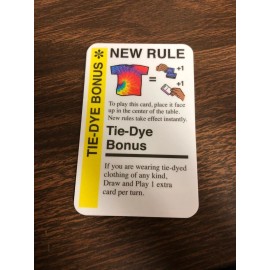 TIE-DYE BONUS *
NEW RULE
=
+1
+1
To play this card, place it face
up in the center of the table.
New rules take effect instantly.
Tie-Dye
Bonus
If you are wearing tie-dyed
clothing of any kind,
Draw and Play 1 extra
card per turn.